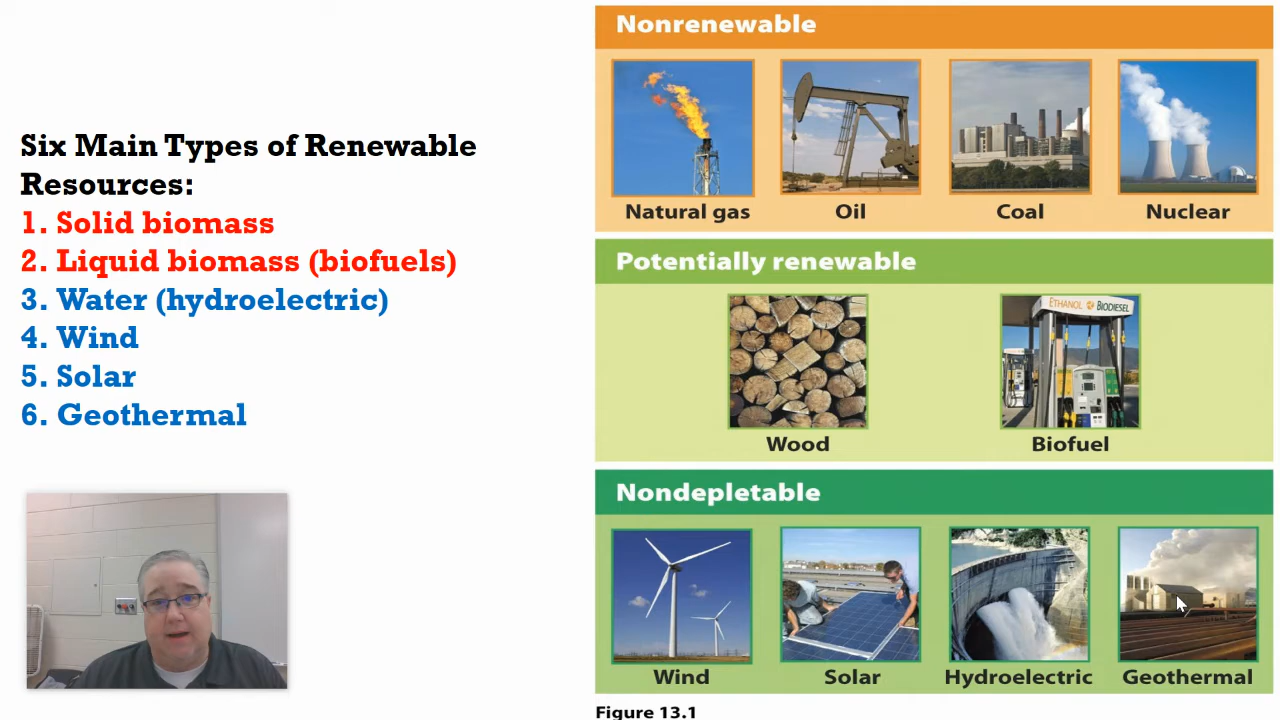 Six Main Types of Renewable
Resources:
1. Solid biomass
2. Liquid biomass (biofuels)
3. Water (hydroelectric)
4. Wind
5. Solar
6. Geothermal
Nonrenewable
Natural gas
Oil
Coal
Nuclear
Potentially renewable
ETHANOL BIODIESEL
Wood
Biofuel
Nondepletable
Wind
Solar
Hydroelectric
Geothermal
Figure 13.1